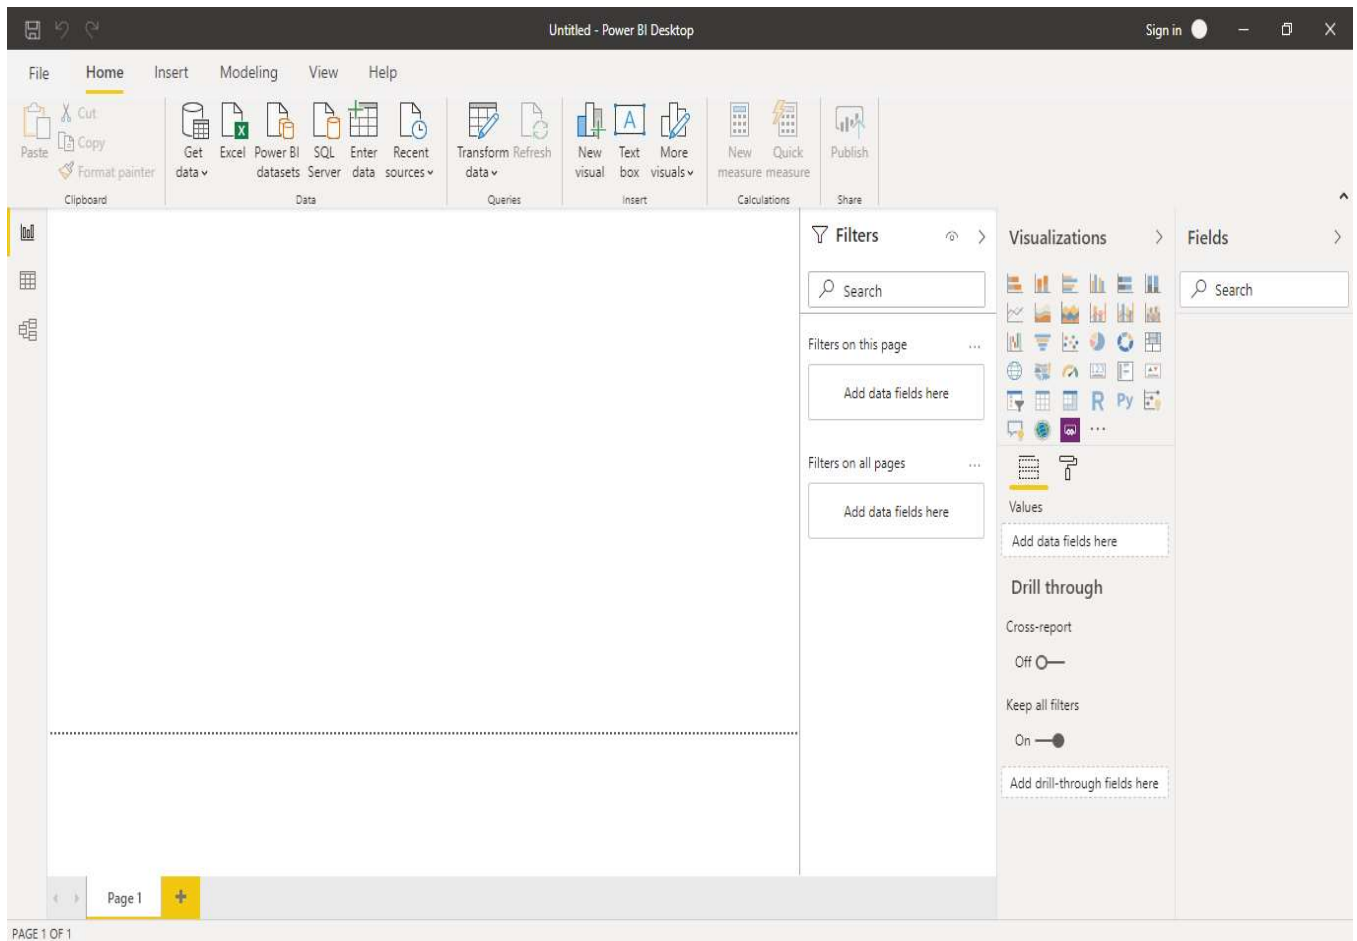 Untitled - Power BI Desktop
Sign in
File Home Insert Modeling View Help
Paste
Cut
Copy
Format painter
Clipboard
Get data
Excel
Power BI datasets
SQL Server
Enter data
Recent sources
Data
Transform data
Refresh
Queries
New visual
Text box
More visuals
Insert
New measure
Quick measure
Calculations
Publish
Share
Filters
Search
Filters on this page
Add data fields here
Filters on all pages
Add data fields here
Visualizations
R Py
Values
Add data fields here
Drill through
Cross-report
Off
Keep all filters
On
Add drill-through fields here
Fields
Search
Page 1
PAGE 1 OF 1